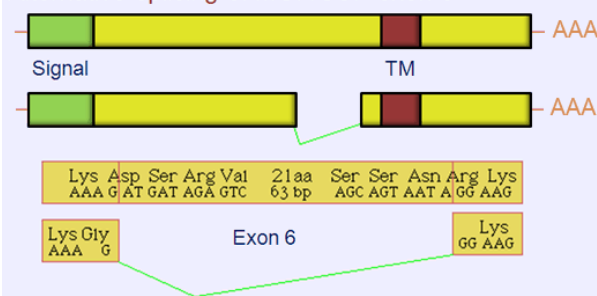 AAA
Signal TM
AAA
Lys Asp Ser Arg Val 21aa Ser Ser Asn Arg Lys
AAA G AT GAT AGA GTC 63 bp AGC AGT AAT A GG AAG
Lys Gly Exon 6 Lys
AAA G GG AAG